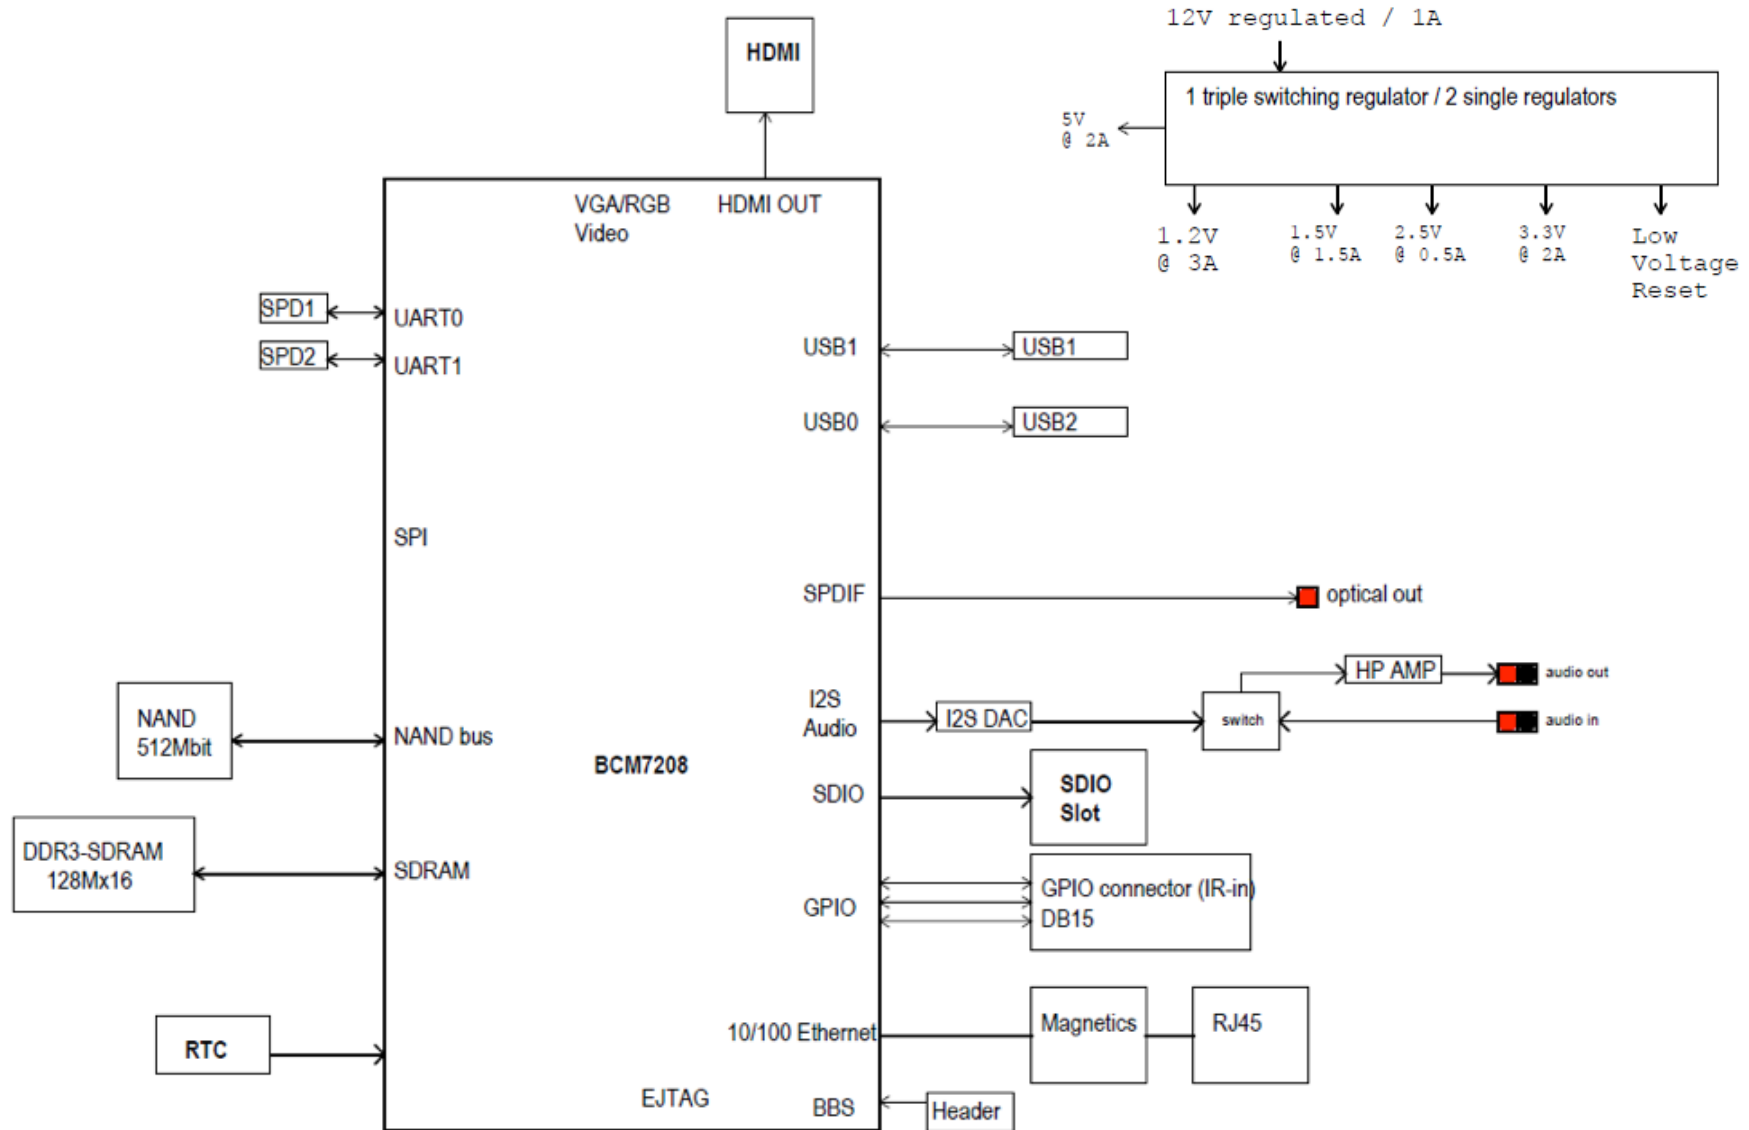 12V regulated / 1A
HDMI
1 triple switching regulator / 2 single regulators
5V
@ 2A
VGA/RGB
Video
HDMI OUT
1.2V
@ 3A
1.5V
@ 1.5A
2.5V
@ 0.5A
3.3V
@ 2A
Low
Voltage
Reset
SPD1
UART0
SPD2
UART1
USB1
USB1
USB0
USB2
SPI
SPDIF
optical out
HP AMP
audio out
I2S
Audio
I2S DAC
switch
audio in
NAND
512Mbit
NAND bus
BCM7208
SDIO
SDIO
Slot
DDR3-SDRAM
128Mx16
SDRAM
GPIO
GPIO connector (IR-in)
DB15
10/100 Ethernet
Magnetics
RJ45
RTC
EJTAG
BBS
Header